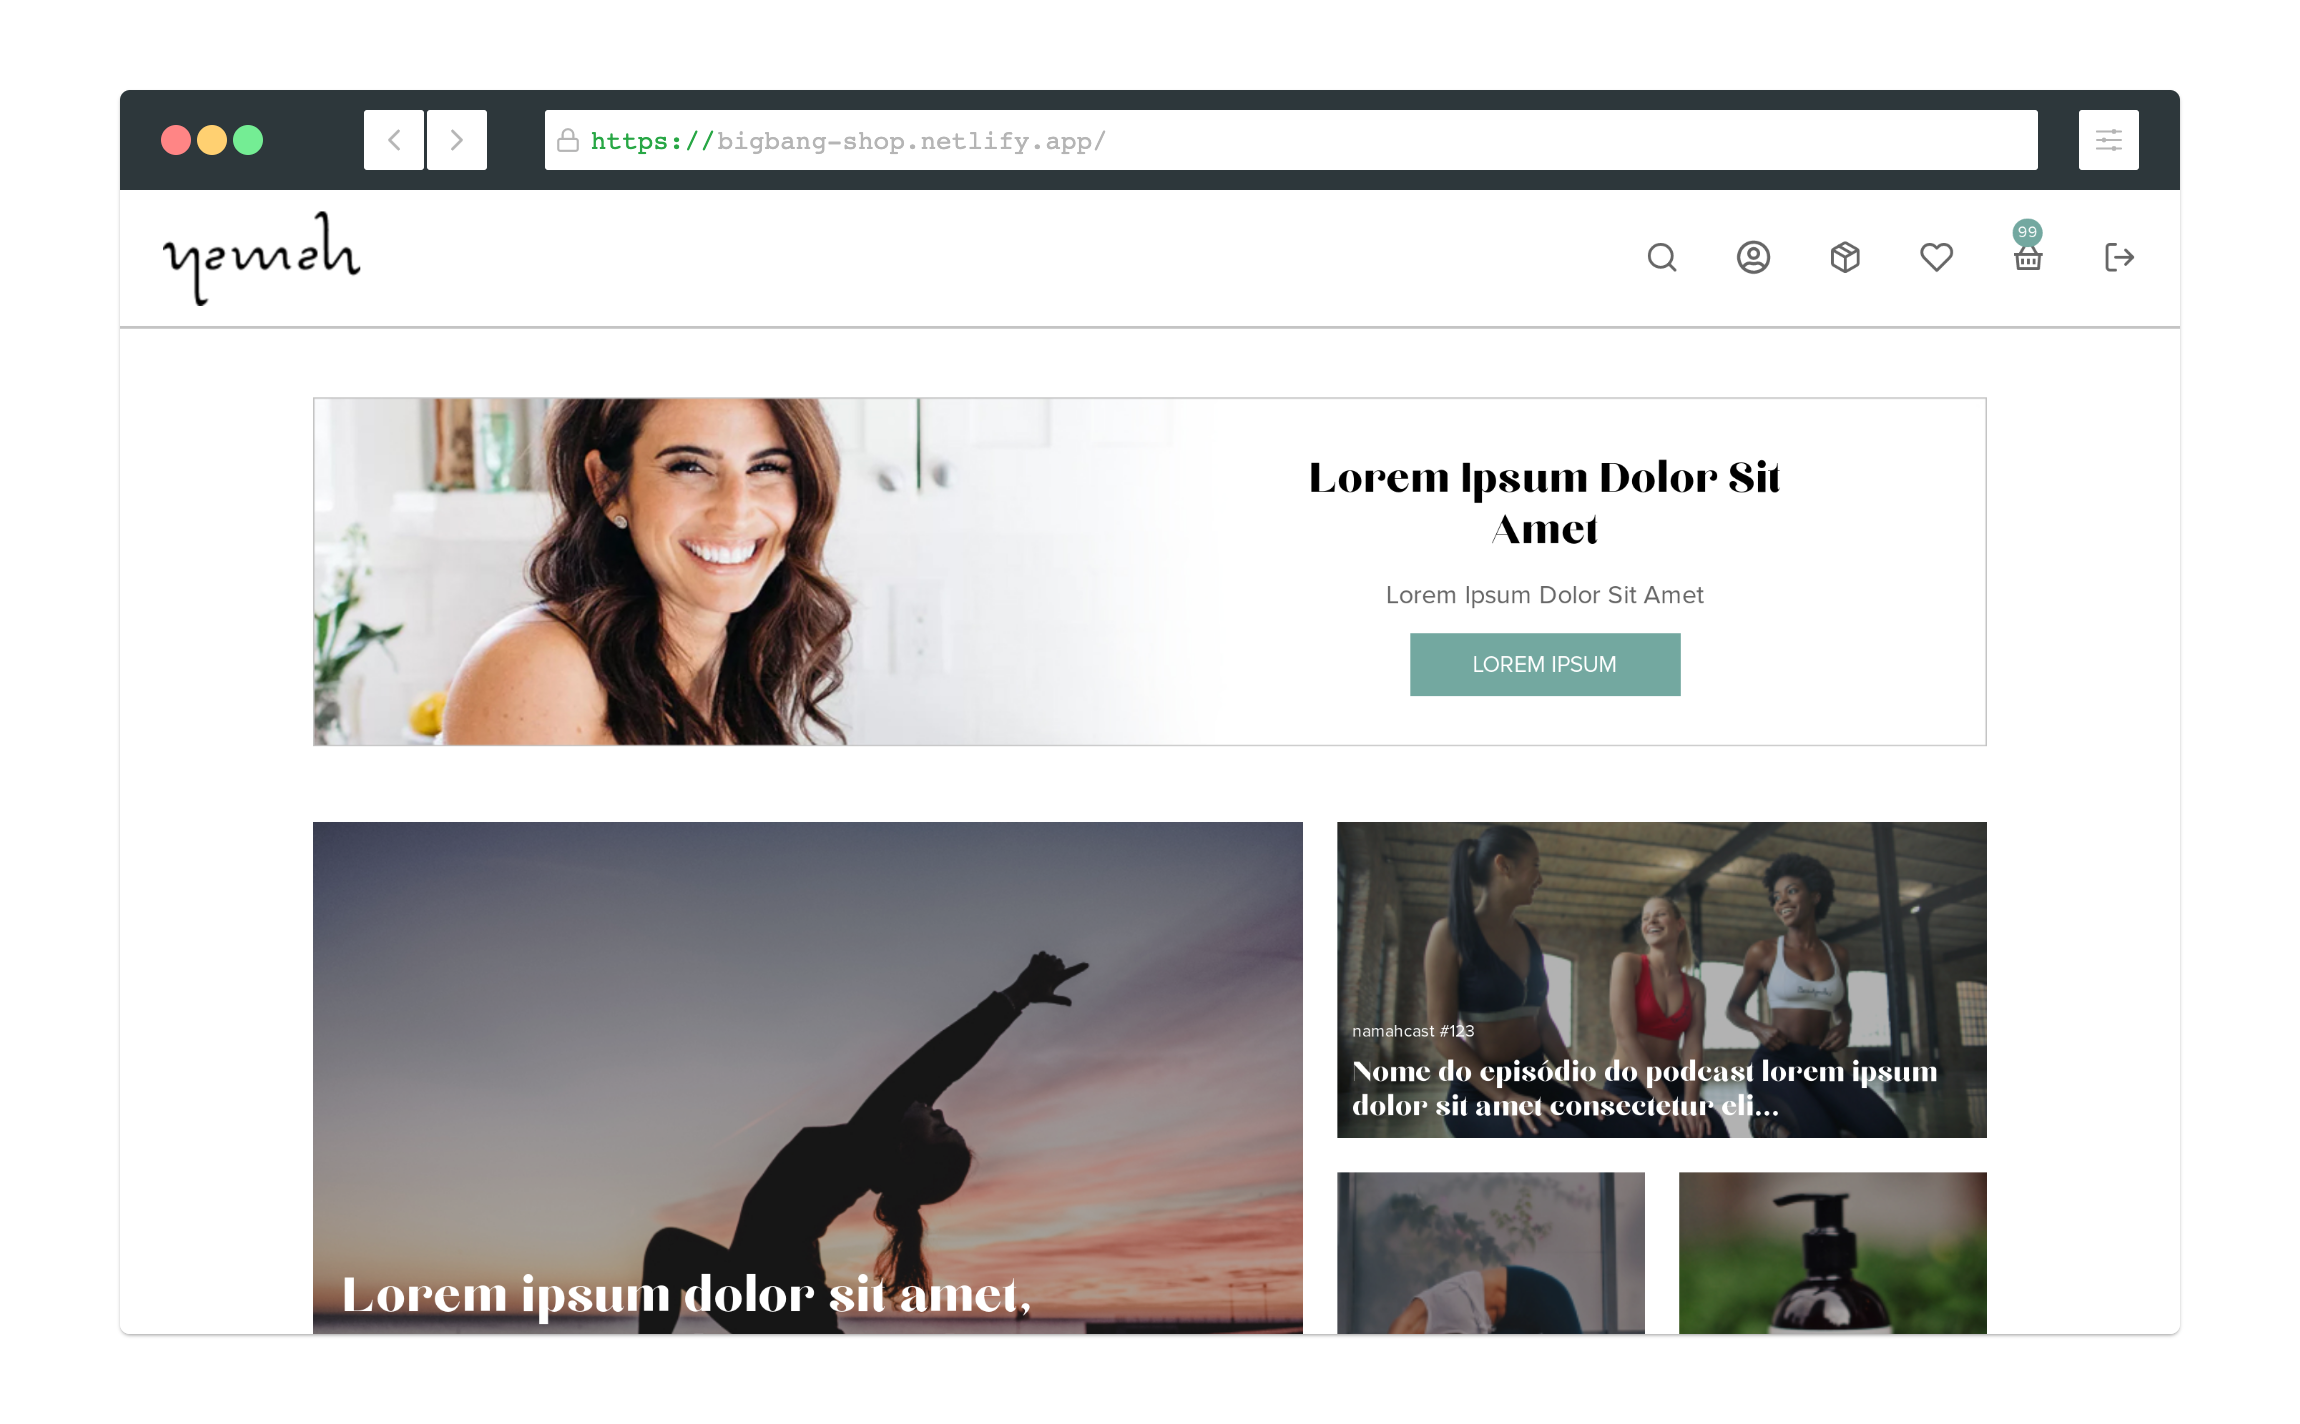 https://bigbang-shop.netlify.app/
namah
99
Lorem Ipsum Dolor Sit
Amet
Lorem Ipsum Dolor Sit Amet
LOREM IPSUM
namahcast #123
Nome do episódio do podcast lorem ipsum
dolor sit amet consectetur eli...
Lorem ipsum dolor sit amet,